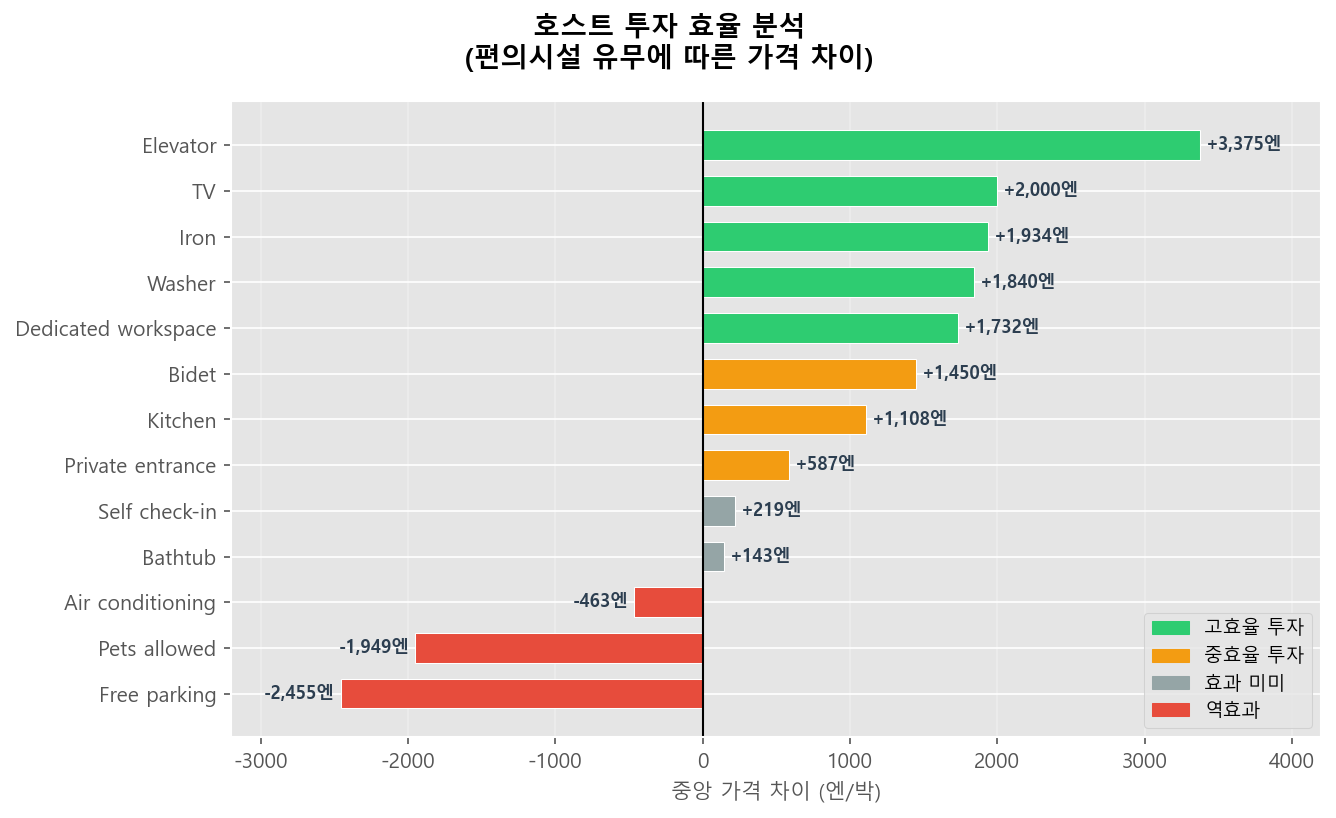 호스트 투자 효율 분석
(편의시설 유무에 따른 가격 차이)
Elevator +3,375엔
TV +2,000엔
Iron +1,934엔
Washer +1,840엔
Dedicated workspace +1,732엔
Bidet +1,450엔
Kitchen +1,108엔
Private entrance +587엔
Self check-in +219엔
Bathtub +143엔
Air conditioning -463엔
Pets allowed -1,949엔
Free parking -2,455엔
고효율 투자
중효율 투자
효과 미미
역효과
-3000 -2000 -1000 0 1000 2000 3000 4000
중앙 가격 차이 (엔/박)